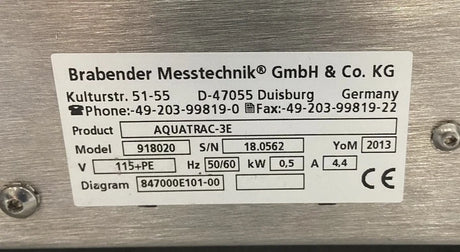 Brabender Messtechnik® GmbH & Co. KG
Kulturstr. 51-55 D-47055 Duisburg Germany
☎Phone:-49-203-99819-0 Fax:-49-203-99819-22
Product AQUATRAC-3E
Model 918020 S/N 18.0562 YoM 2013
V 115+PE Hz 50/60 kW 0,5 A 4,4
Diagram 847000E101-00 CE